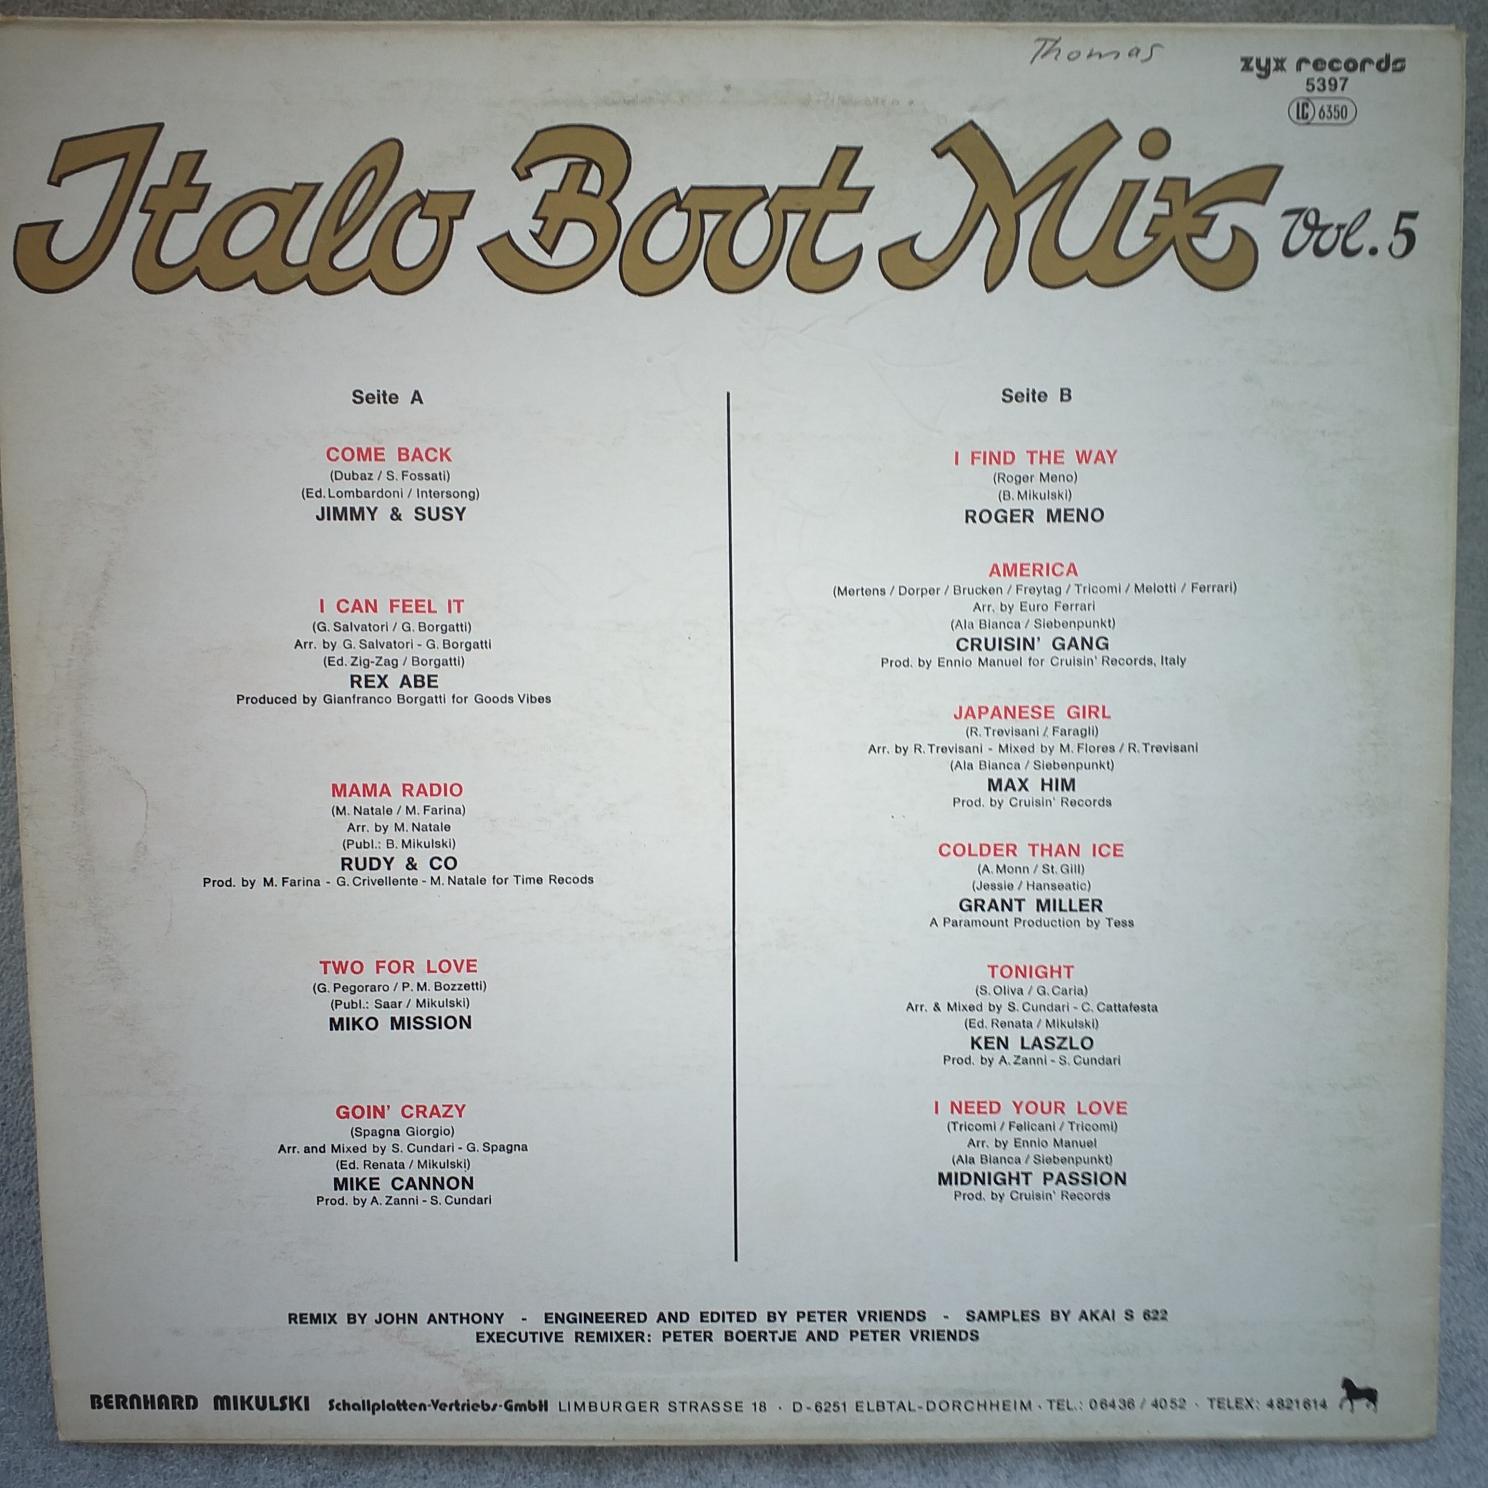 Thomas
zyx records
5397
LC 6350
Italo Boot Mix Vol. 5
Seite A
COME BACK
(Dubaz / S. Fossati)
(Ed. Lombardoni / Intersong)
JIMMY & SUSY
I CAN FEEL IT
(G. Salvatori / G. Borgatti)
Arr. by G. Salvatori - G. Borgatti
(Ed. Zig-Zag / Borgatti)
REX ABE
Produced by Gianfranco Borgatti for Goods Vibes
MAMA RADIO
(M. Natale / M. Farina)
Arr. by M. Natale
(Publ.: B. Mikulski)
RUDY & CO
Prod. by M. Farina - G. Crivellente - M. Natale for Time Recods
TWO FOR LOVE
(G. Pegoraro / P. M. Bozzetti)
(Publ.: Saar / Mikulski)
MIKO MISSION
GOIN' CRAZY
(Spagna Giorgio)
Arr. and Mixed by S. Cundari - G. Spagna
(Ed. Renata / Mikulski)
MIKE CANNON
Prod. by A. Zanni - S. Cundari
Seite B
I FIND THE WAY
(Roger Meno)
(B. Mikulski)
ROGER MENO
AMERICA
(Mertens / Dorper / Brucken / Freytag / Tricomi / Melotti / Ferrari)
Arr. by Euro Ferrari
(Ala Bianca / Siebenpunkt)
CRUISIN' GANG
Prod. by Ennio Manuel for Cruisin' Records, Italy
JAPANESE GIRL
(R. Trevisani / Faragli)
Arr. by R. Trevisani - Mixed by M. Flores / R. Trevisani
(Ala Bianca / Siebenpunkt)
MAX HIM
Prod. by Cruisin' Records
COLDER THAN ICE
(A. Monn / St. Gill)
(Jessie / Hanseatic)
GRANT MILLER
A Paramount Production by Tess
TONIGHT
(S. Oliva / G. Caria)
Arr. & Mixed by S. Cundari - C. Cattafesta
(Ed. Renata / Mikulski)
KEN LASZLO
Prod. by A. Zanni - S. Cundari
I NEED YOUR LOVE
(Tricomi / Felicani / Tricomi)
Arr. by Ennio Manuel
(Ala Bianca / Siebenpunkt)
MIDNIGHT PASSION
Prod. by Cruisin' Records
REMIX BY JOHN ANTHONY - ENGINEERED AND EDITED BY PETER VRIENDS - SAMPLES BY AKAI S 622
EXECUTIVE REMIXER: PETER BOERTJE AND PETER VRIENDS
BERNHARD MIKULSKI Schallplatten-Vertriebs-GmbH LIMBURGER STRASSE 18 · D-6251 ELBTAL-DORCHHEIM · TEL.: 06436 / 4052 · TELEX: 4821614